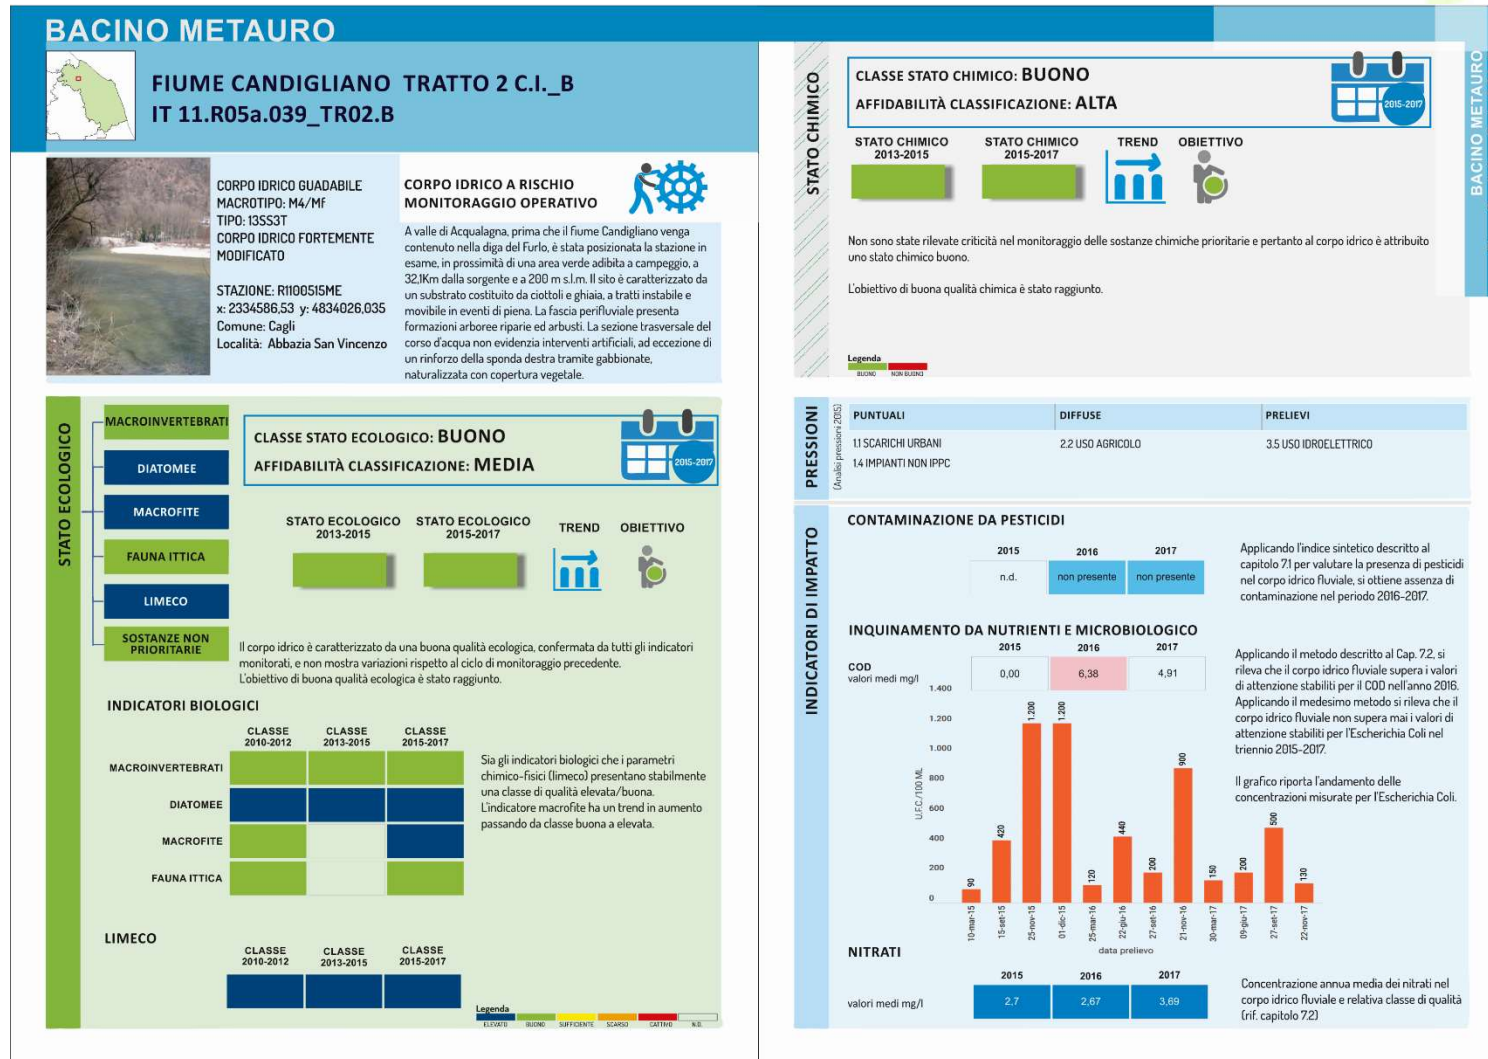 BACINO METAURO
FIUME CANDIGLIANO TRATTO 2 C.I._B
IT 11.R05a.039_TR02.B
CORPO IDRICO GUADABILE
MACROTIPO: M4/Mf
TIPO: 13SS3T
CORPO IDRICO FORTEMENTE
MODIFICATO
STAZIONE: R1100515ME
x: 2334586,53 y: 4834026,035
Comune: Cagli
Località: Abbazia San Vincenzo
CORPO IDRICO A RISCHIO
MONITORAGGIO OPERATIVO
A valle di Acqualagna, prima che il fiume Candigliano venga
contenuto nella diga del Furlo, è stata posizionata la stazione in
esame, in prossimità di una area verde adibita a campeggio, a
32,1Km dalla sorgente e a 200 m s.l.m. Il sito è caratterizzato da
un substrato costituito da ciottoli e ghiaia, a tratti instabile e
movibile in eventi di piena. La fascia perifluviale presenta
formazioni arboree riparie ed arbusti. La sezione trasversale del
corso d'acqua non evidenzia interventi artificiali, ad eccezione di
un rinforzo della sponda destra tramite gabbionate,
naturalizzata con copertura vegetale.
STATO ECOLOGICO
MACROINVERTEBRATI
DIATOMEE
MACROFITE
FAUNA ITTICA
LIMECO
SOSTANZE NON
PRIORITARIE
CLASSE STATO ECOLOGICO: BUONO
AFFIDABILITÀ CLASSIFICAZIONE: MEDIA
2015-2017
STATO ECOLOGICO
2013-2015
STATO ECOLOGICO
2015-2017
TREND
OBIETTIVO
Il corpo idrico è caratterizzato da una buona qualità ecologica, confermata da tutti gli indicatori
monitorati, e non mostra variazioni rispetto al ciclo di monitoraggio precedente.
L'obiettivo di buona qualità ecologica è stato raggiunto.
INDICATORI BIOLOGICI
CLASSE
2010-2012
CLASSE
2013-2015
CLASSE
2015-2017
MACROINVERTEBRATI
DIATOMEE
MACROFITE
FAUNA ITTICA
Sia gli indicatori biologici che i parametri
chimico-fisici (limeco) presentano stabilmente
una classe di qualità elevata/buona.
L'indicatore macrofite ha un trend in aumento
passando da classe buona a elevata.
LIMECO
CLASSE
2010-2012
CLASSE
2013-2015
CLASSE
2015-2017
Legenda
ELEVATO BUONO SUFFICIENTE SCARSO CATTIVO N.D.
BACINO METAURO
STATO CHIMICO
CLASSE STATO CHIMICO: BUONO
AFFIDABILITÀ CLASSIFICAZIONE: ALTA
2015-2017
STATO CHIMICO
2013-2015
STATO CHIMICO
2015-2017
TREND
OBIETTIVO
Non sono state rilevate criticità nel monitoraggio delle sostanze chimiche prioritarie e pertanto al corpo idrico è attribuito
uno stato chimico buono.
L'obiettivo di buona qualità chimica è stato raggiunto.
Legenda
BUONO NON BUONO
PRESSIONI
(Analisi pressioni 2015)
PUNTUALI DIFFUSE PRELIEVI
1.1 SCARICHI URBANI 2.2 USO AGRICOLO 3.5 USO IDROELETTRICO
1.4 IMPIANTI NON IPPC
INDICATORI DI IMPATTO
CONTAMINAZIONE DA PESTICIDI
2015 2016 2017
n.d. non presente non presente
Applicando l'indice sintetico descritto al
capitolo 7.1 per valutare la presenza di pesticidi
nel corpo idrico fluviale, si ottiene assenza di
contaminazione nel periodo 2016-2017.
INQUINAMENTO DA NUTRIENTI E MICROBIOLOGICO
2015 2016 2017
COD
valori medi mg/l
0,00 6,38 4,91
Applicando il metodo descritto al Cap. 7.2, si
rileva che il corpo idrico fluviale supera i valori
di attenzione stabiliti per il COD nell'anno 2016.
Applicando il medesimo metodo si rileva che il
corpo idrico fluviale non supera mai i valori di
attenzione stabiliti per l'Escherichia Coli nel
triennio 2015-2017.
Il grafico riporta l'andamento delle
concentrazioni misurate per l'Escherichia Coli.
1.400
1.200
1.000
800
600
400
200
0
U.F.C./100 ML
90 420 1.200 1.200 120 440 200 900 150 200 500 130
10-mar-15 15-set-15 25-nov-15 01-dic-15 25-mar-16 22-giu-16 27-set-16 21-nov-16 30-mar-17 09-giu-17 27-set-17 22-nov-17
data prelievo
NITRATI
2015 2016 2017
valori medi mg/l 2,7 2,67 3,69
Concentrazione annua media dei nitrati nel
corpo idrico fluviale e relativa classe di qualità
(rif. capitolo 7.2)